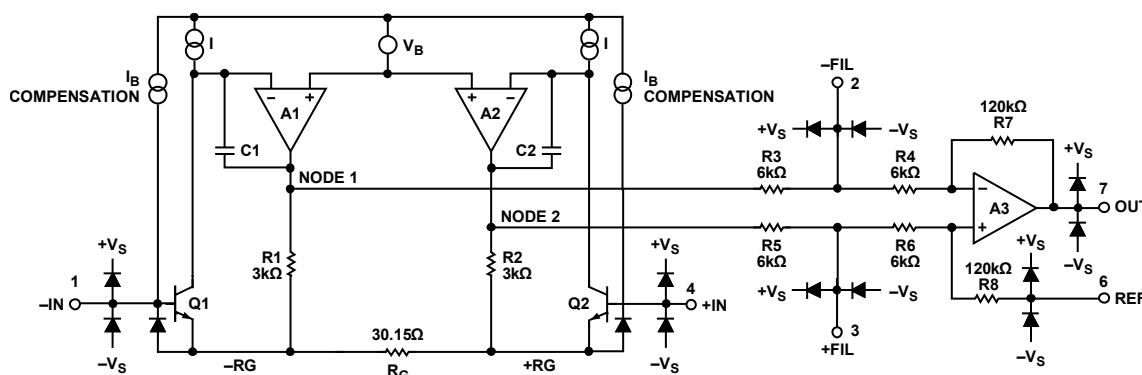 I
V_B
I
I_B
COMPENSATION
I_B
COMPENSATION
–
+
A1
+
–
A2
C1
C2
NODE 1
NODE 2
R1
3kΩ
R2
3kΩ
+V_S
1
–IN
–V_S
Q1
Q2
+V_S
4
+IN
–V_S
30.15Ω
–RG
+RG
R_G
–FIL
2
+V_S
–V_S
R3
6kΩ
R4
6kΩ
R5
6kΩ
R6
6kΩ
+V_S
–V_S
3
+FIL
120kΩ
R7
–
+
A3
+V_S
7
OUT
–V_S
120kΩ
R8
+V_S
6
REF
–V_S